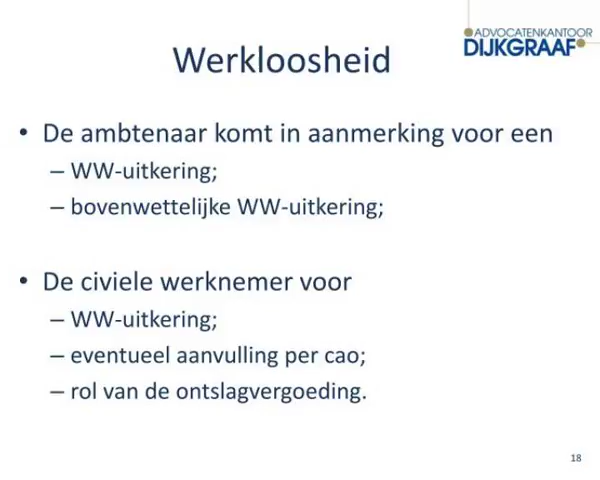 ADVOCATENKANTOOR
DIJKGRAAF
Werkloosheid
• De ambtenaar komt in aanmerking voor een
– WW-uitkering;
– bovenwettelijke WW-uitkering;
• De civiele werknemer voor
– WW-uitkering;
– eventueel aanvulling per cao;
– rol van de ontslagvergoeding.
18